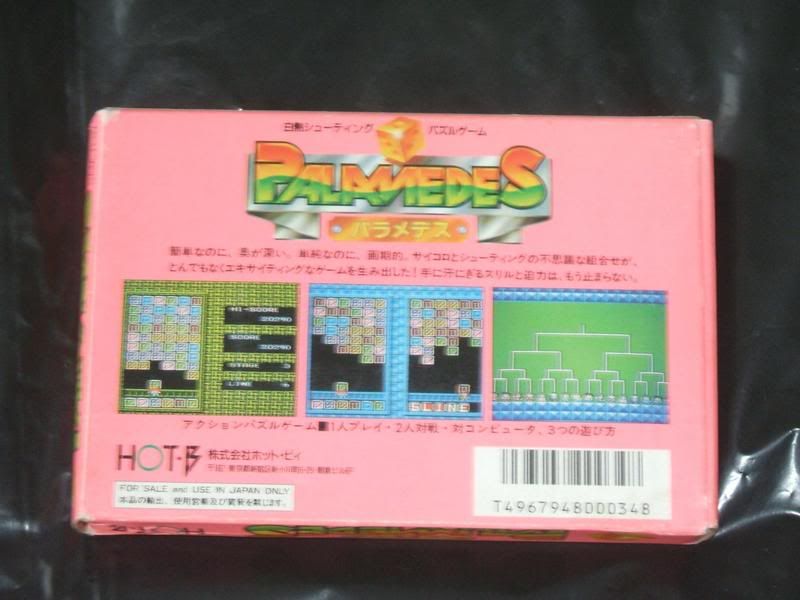 白熱シューティング パズルゲーム
PALAMEDES
パラメデス
簡単なのに、奥が深い。単純なのに、画期的。サイコロとシューティングの不思議な組合せが、
とんでもなくエキサイティングなゲームを生み出した!手に汗にぎるスリルと迫力は、もう止まらない。
HI-SCORE
20290
SCORE
20290
STAGE 3
LINE 6
5LINE
アクションパズルゲーム■1人プレイ・2人対戦・対コンピュータ、3つの遊び方
HOT・B 株式会社ホット・ビィ
FOR SALE and USE IN JAPAN ONLY
本品の輸出、使用営業及び賃貸を禁じます。
T4967948000348